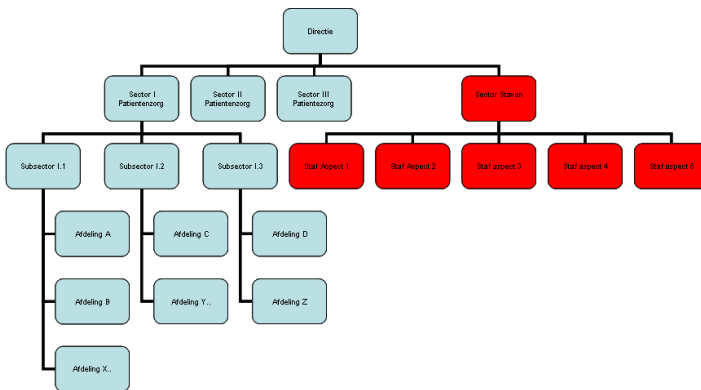 Directie
Sector I
Patientenzorg
Sector II
Patientenzorg
Sector III
Patientezorg
Sector Staven
Subsector I.1
Subsector I.2
Subsector I.3
Staf Aspect 1
Staf Aspect 2
Staf aspect 3
Staf aspect 4
Staf aspect 5
Afdeling A
Afdeling C
Afdeling D
Afdeling B
Afdeling Y..
Afdeling Z
Afdeling X..